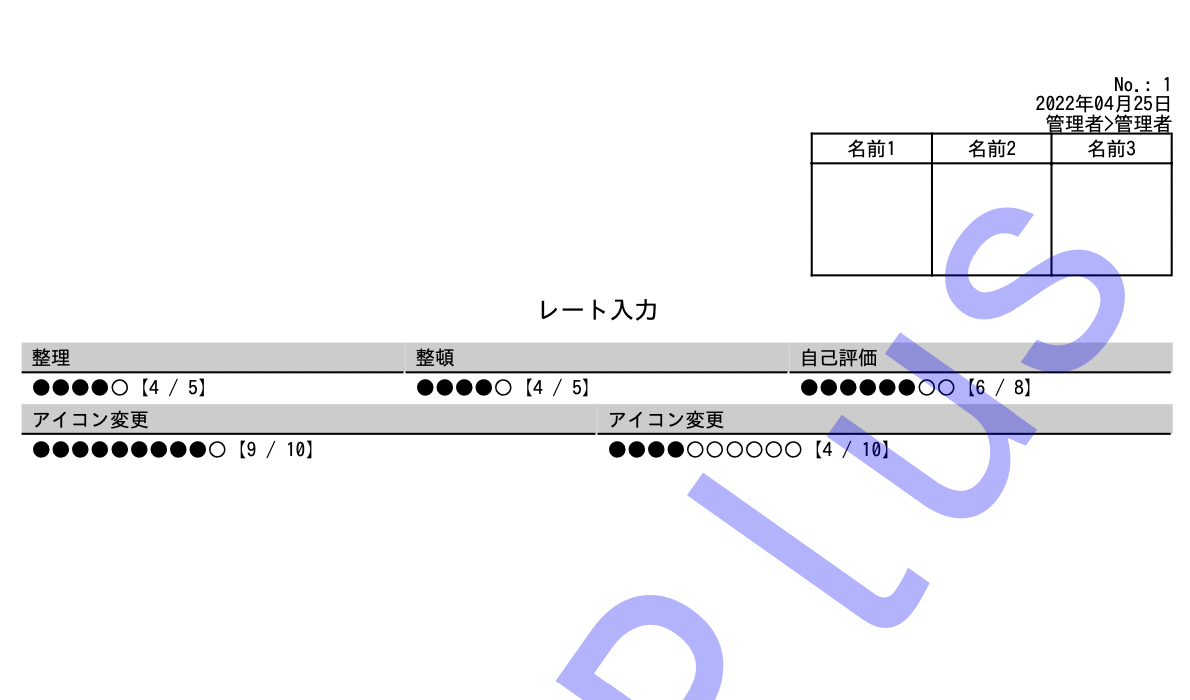 No.: 1
2022年04月25日
管理者>管理者
名前1 名前2 名前3
レート入力
整理 整頓 自己評価
●●●●○【4 / 5】 ●●●●○【4 / 5】 ●●●●●●○○【6 / 8】
アイコン変更 アイコン変更
●●●●●●●●●○【9 / 10】 ●●●●○○○○○○【4 / 10】
Plus